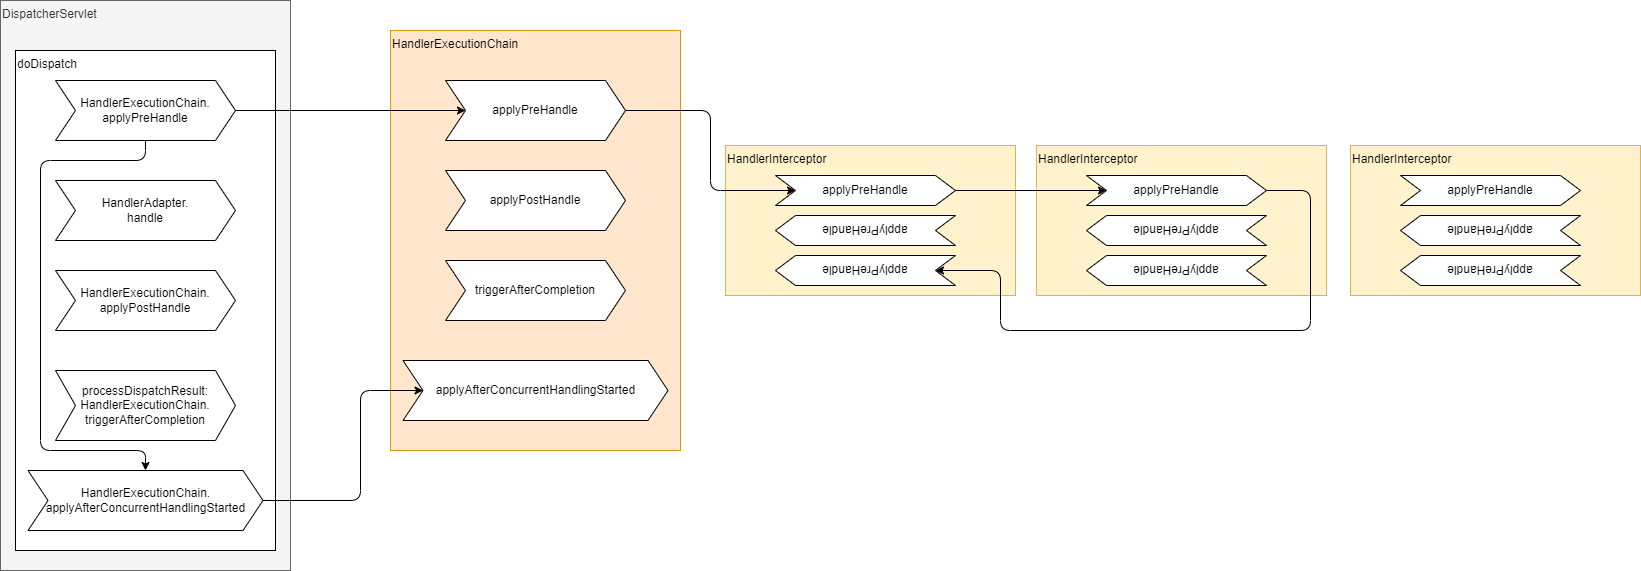 DispatcherServlet
doDispatch
HandlerExecutionChain.
applyPreHandle
HandlerAdapter.
handle
HandlerExecutionChain.
applyPostHandle
processDispatchResult:
HandlerExecutionChain.
triggerAfterCompletion
HandlerExecutionChain.
applyAfterConcurrentHandlingStarted
HandlerExecutionChain
applyPreHandle
applyPostHandle
triggerAfterCompletion
applyAfterConcurrentHandlingStarted
HandlerInterceptor
applyPreHandle
applyPreHandle
applyPreHandle
HandlerInterceptor
applyPreHandle
applyPreHandle
applyPreHandle
HandlerInterceptor
applyPreHandle
applyPreHandle
applyPreHandle